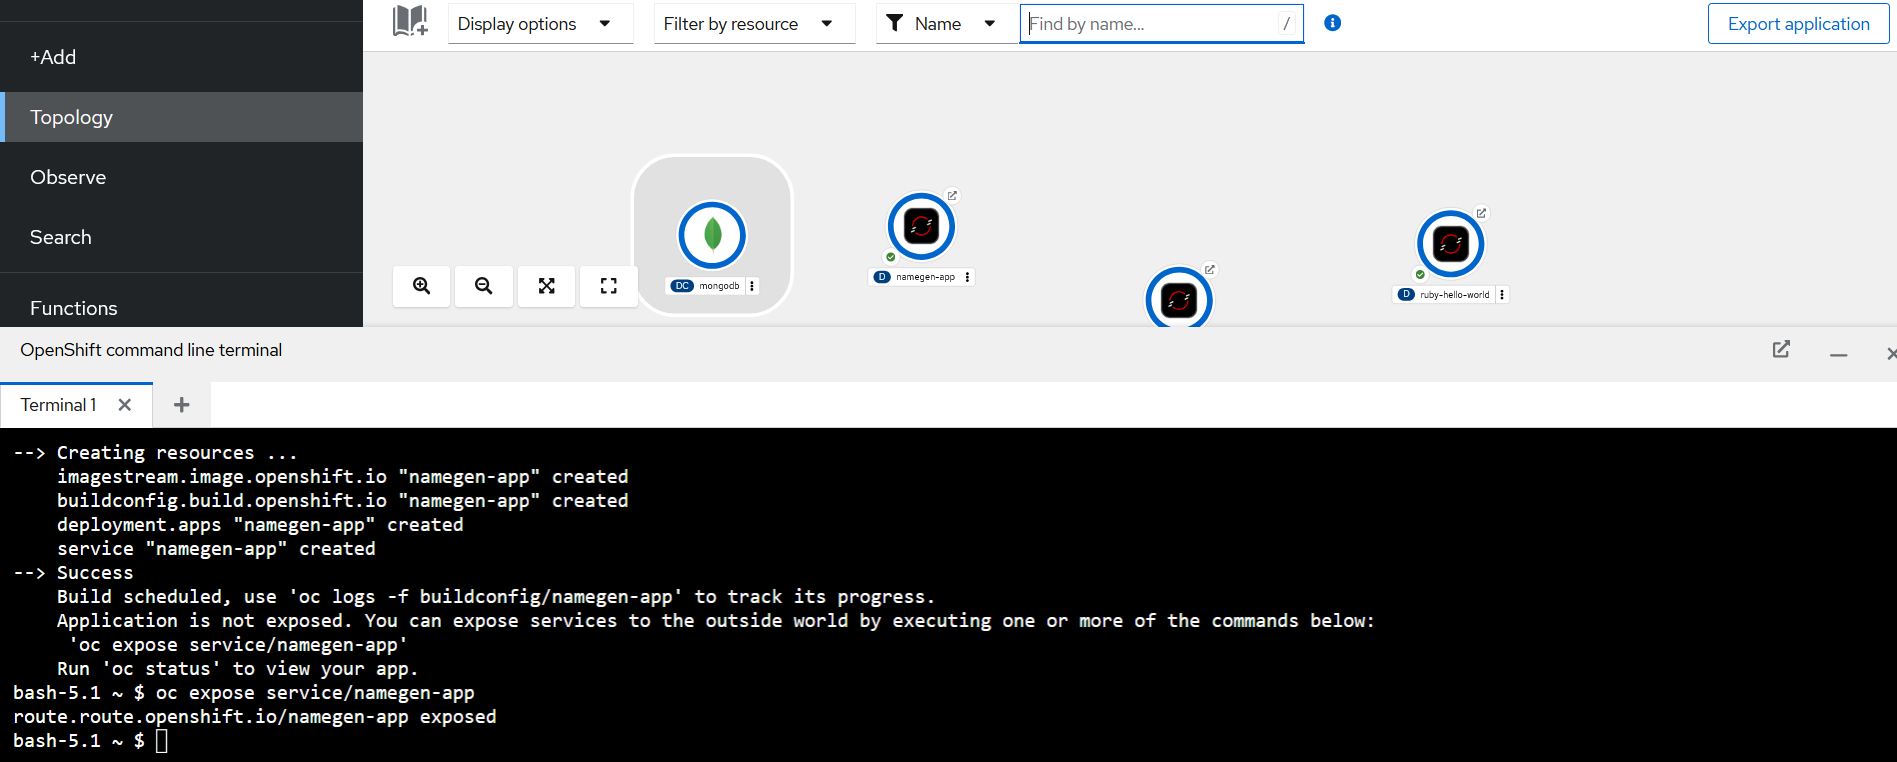 +Add
Topology
Observe
Search
Functions
Display options
Filter by resource
Name
Find by name...
/
Export application
DC mongodb
D namegen-app
D ruby-hello-world
OpenShift command line terminal
Terminal 1
--> Creating resources ...
imagestream.image.openshift.io "namegen-app" created
buildconfig.build.openshift.io "namegen-app" created
deployment.apps "namegen-app" created
service "namegen-app" created
--> Success
Build scheduled, use 'oc logs -f buildconfig/namegen-app' to track its progress.
Application is not exposed. You can expose services to the outside world by executing one or more of the commands below:
'oc expose service/namegen-app'
Run 'oc status' to view your app.
bash-5.1 ~ $ oc expose service/namegen-app
route.route.openshift.io/namegen-app exposed
bash-5.1 ~ $